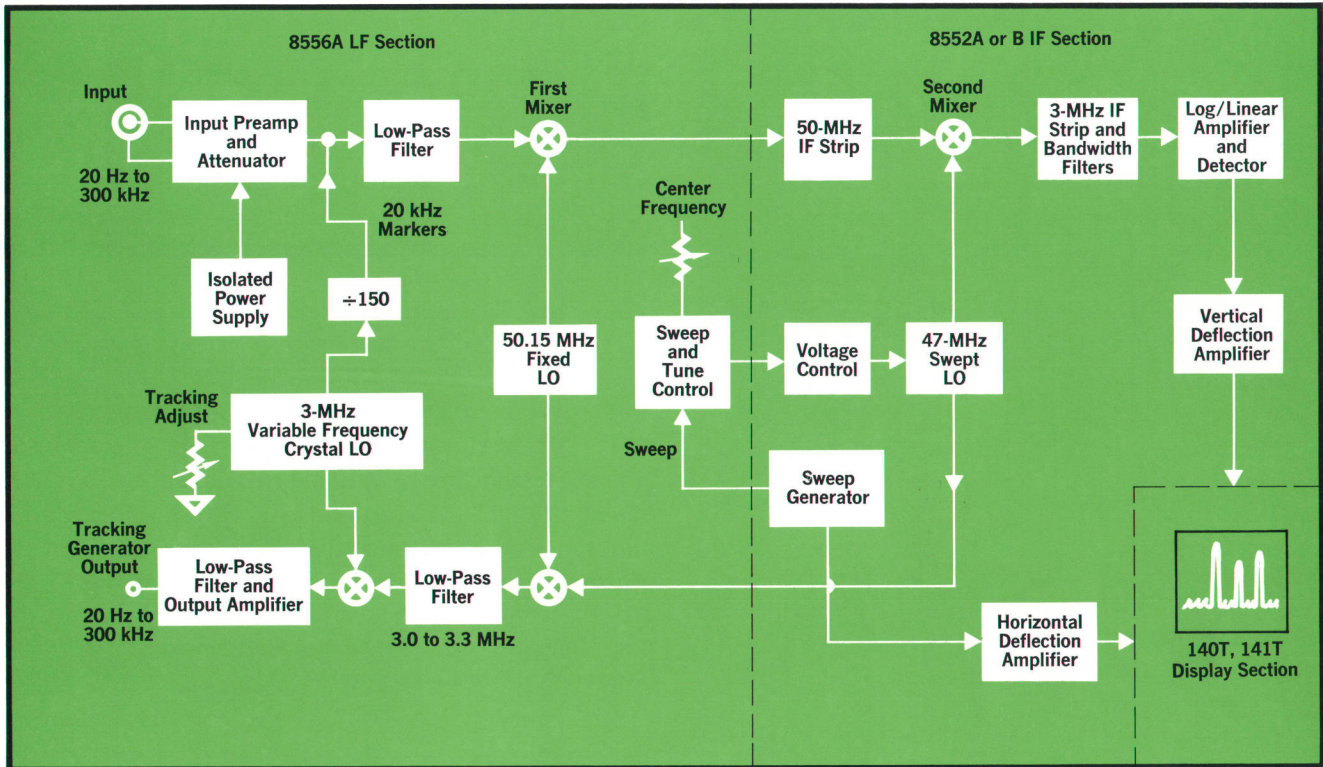 8556A LF Section
8552A or B IF Section
Input
20 Hz to
300 kHz
Input Preamp
and
Attenuator
Low-Pass
Filter
First
Mixer
50-MHz
IF Strip
Second
Mixer
3-MHz IF
Strip and
Bandwidth
Filters
Log/Linear
Amplifier
and
Detector
20 kHz
Markers
Center
Frequency
Isolated
Power
Supply
÷150
50.15 MHz
Fixed
LO
Sweep
and
Tune
Control
Voltage
Control
47-MHz
Swept
LO
Vertical
Deflection
Amplifier
Tracking
Adjust
3-MHz
Variable Frequency
Crystal LO
Sweep
Sweep
Generator
Tracking
Generator
Output
20 Hz to
300 kHz
Low-Pass
Filter and
Output Amplifier
Low-Pass
Filter
3.0 to 3.3 MHz
Horizontal
Deflection
Amplifier
140T, 141T
Display Section